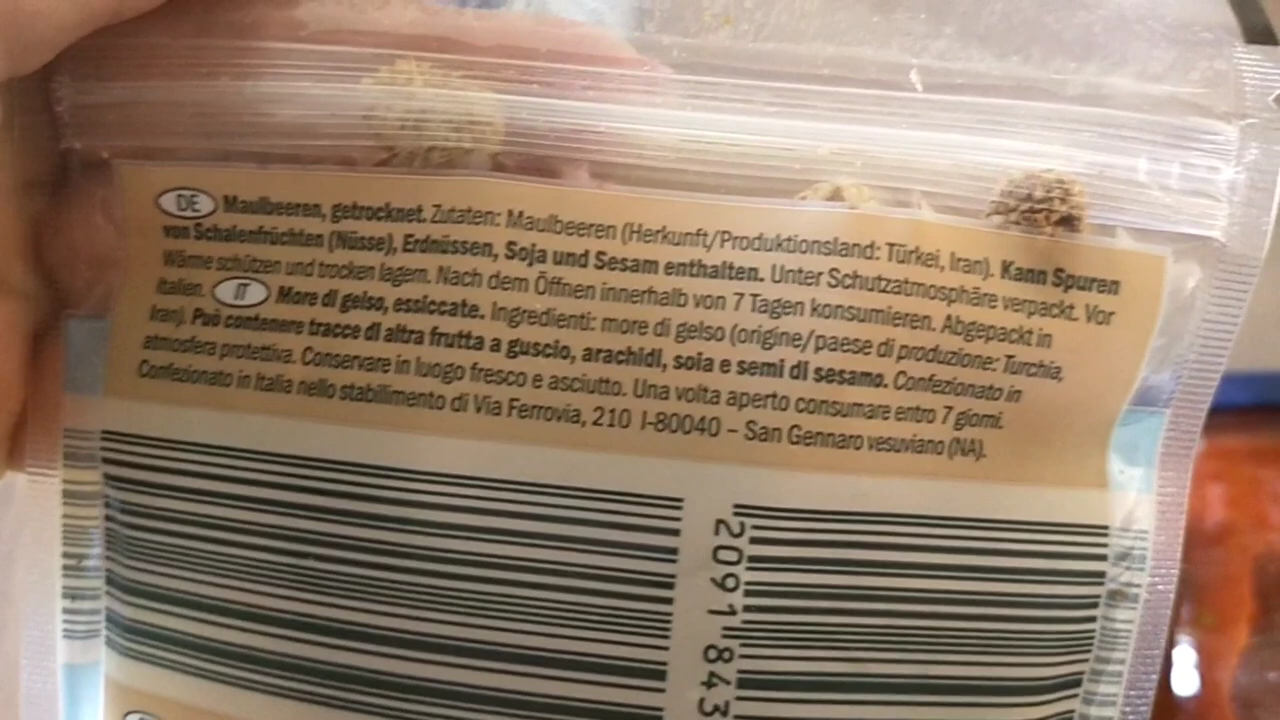 DE Maulbeeren, getrocknet. Zutaten: Maulbeeren (Herkunft/Produktionsland: Türkei, Iran). Kann Spuren
von Schalenfrüchten (Nüsse), Erdnüssen, Soja und Sesam enthalten. Unter Schutzatmosphäre verpackt. Vor
Wärme schützen und trocken lagern. Nach dem Öffnen innerhalb von 7 Tagen konsumieren. Abgepackt in
Italien. IT More di gelso, essiccate. Ingredienti: more di gelso (origine/paese di produzione: Turchia,
Iran). Può contenere tracce di altra frutta a guscio, arachidi, soia e semi di sesamo. Confezionato in
atmosfera protettiva. Conservare in luogo fresco e asciutto. Una volta aperto consumare entro 7 giorni.
Confezionato in Italia nello stabilimento di Via Ferrovia, 210 I-80040 – San Gennaro vesuviano (NA).
2091 843